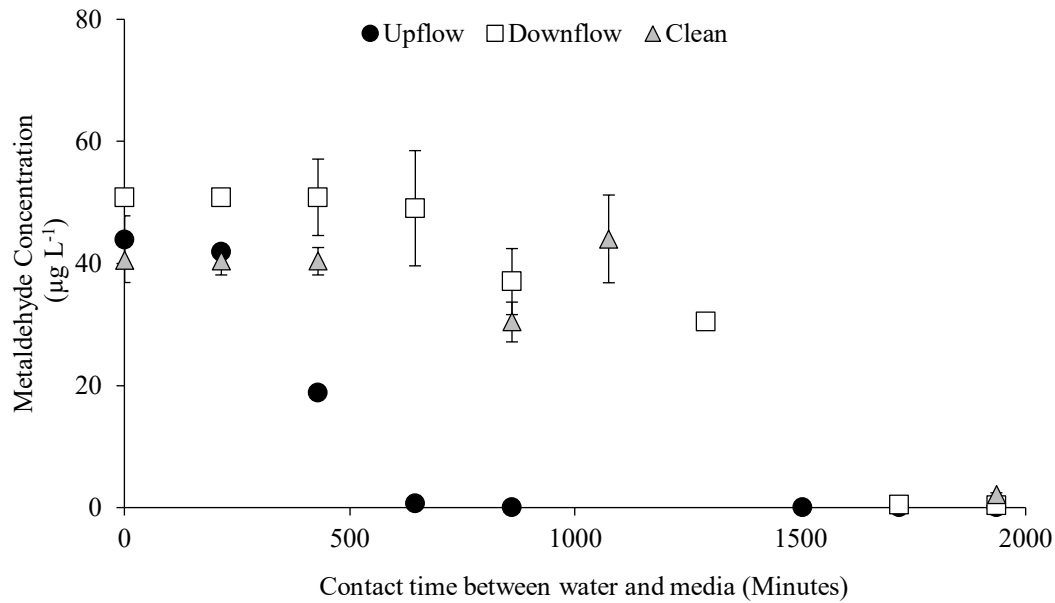 80
Upflow Downflow Clean
60
40
20
0
Metaldehyde Concentration
(µg L-1)
0 500 1000 1500 2000
Contact time between water and media (Minutes)